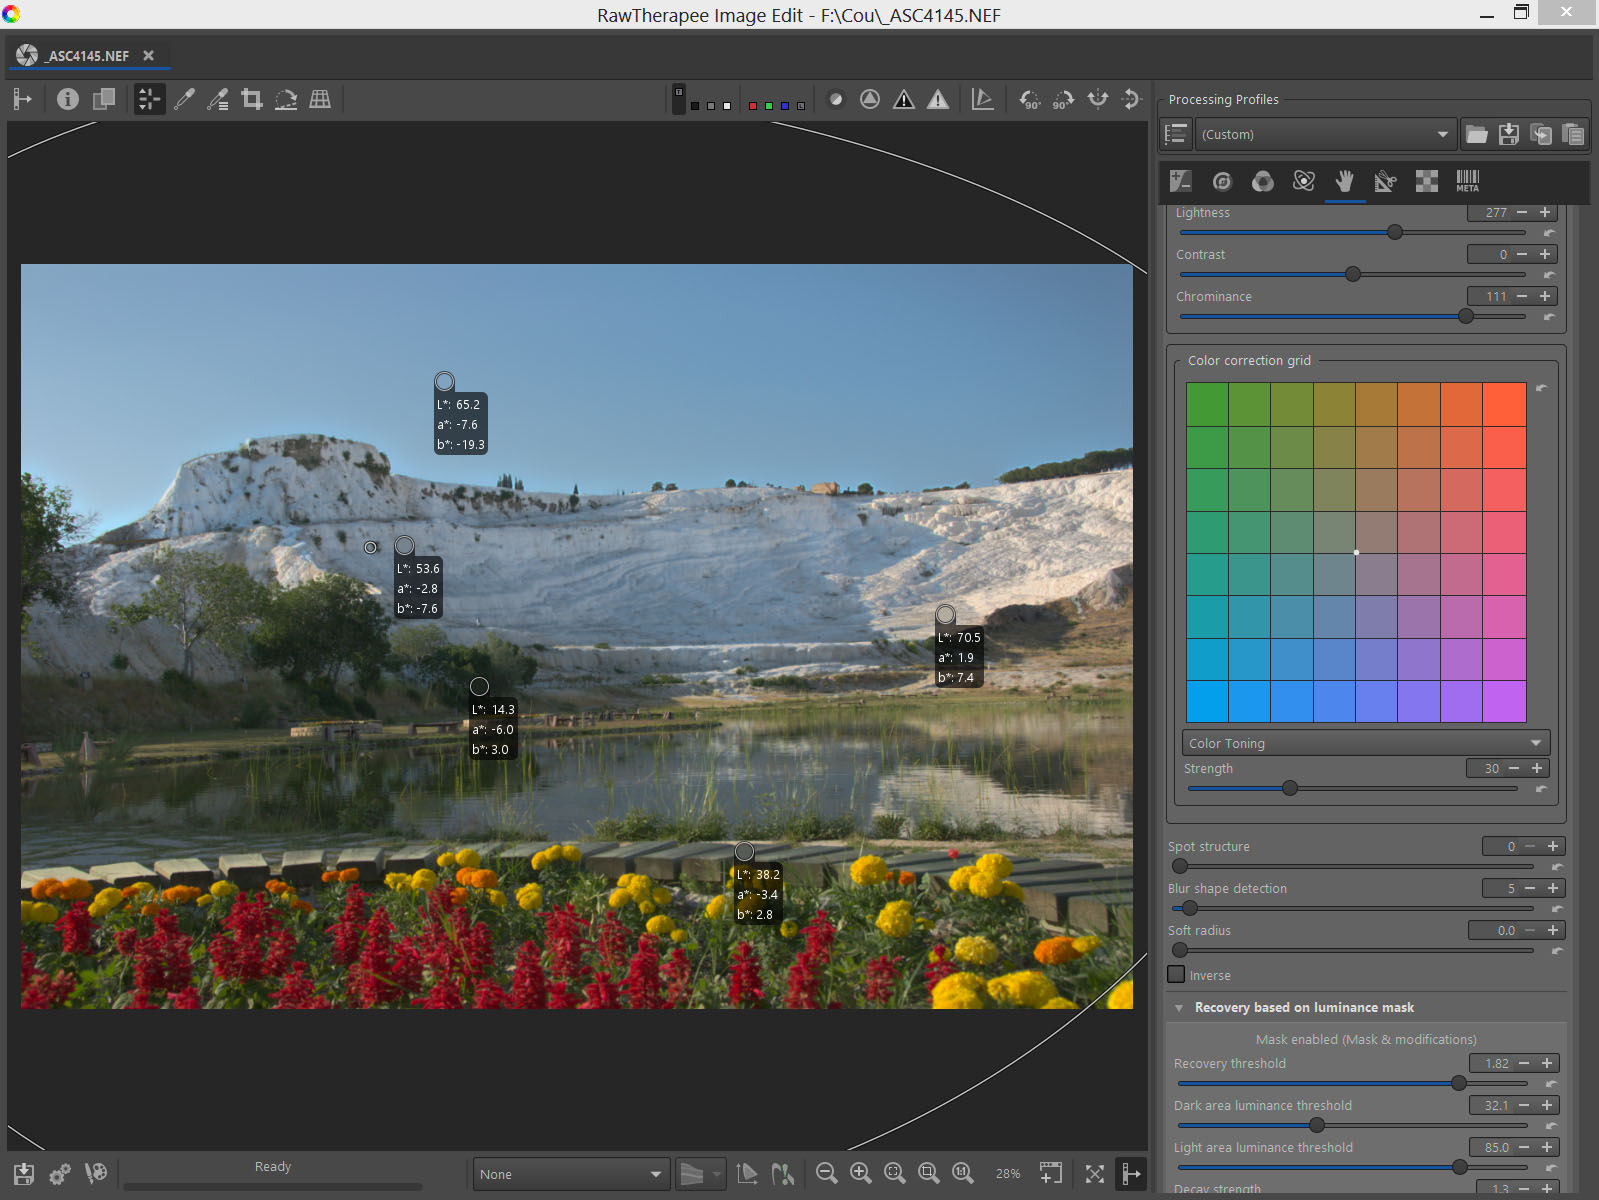 RawTherapee Image Edit - F:\Cou\_ASC4145.NEF
_ASC4145.NEF
90°
90°
Processing Profiles
(Custom)
META
Lightness
277
Contrast
0
Chrominance
111
Color correction grid
L*: 65.2
a*: -7.6
b*: -19.3
L*: 53.6
a*: -2.8
b*: -7.6
L*: 70.5
a*: 1.9
b*: 7.4
L*: 14.3
a*: -6.0
b*: 3.0
L*: 38.2
a*: -3.4
b*: 2.8
Color Toning
Strength
30
Spot structure
0
Blur shape detection
5
Soft radius
0.0
Inverse
Recovery based on luminance mask
Mask enabled (Mask & modifications)
Recovery threshold
1.82
Dark area luminance threshold
32.1
Light area luminance threshold
85.0
Decay strength
1.3
Ready
None
1:1
28%